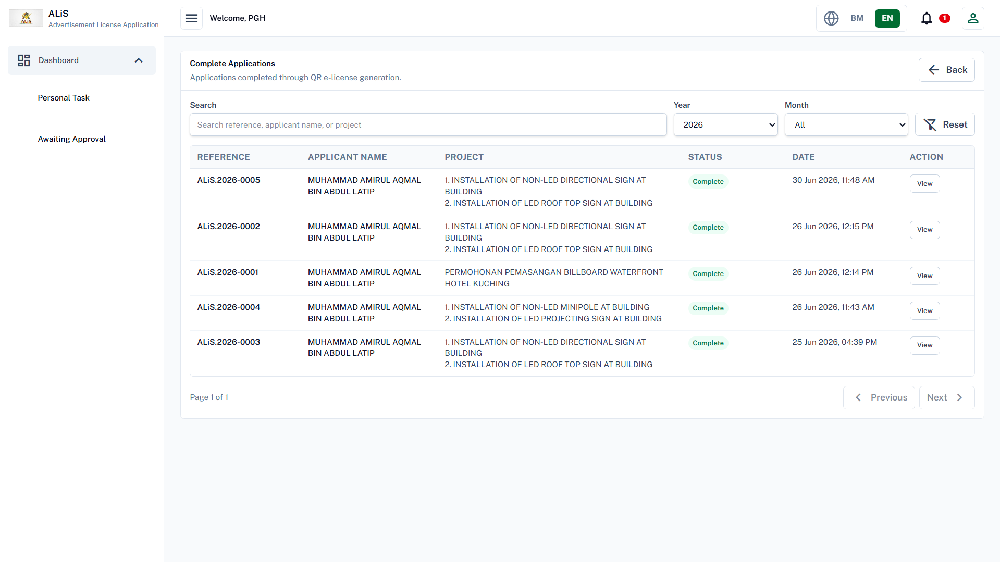 ALiS
Advertisement License Application
Welcome, PGH
BM
EN
1
Dashboard
Personal Task
Awaiting Approval
Complete Applications
Applications completed through QR e-license generation.
Back
Search
Search reference, applicant name, or project
Year
2026
Month
All
Reset
REFERENCE APPLICANT NAME PROJECT STATUS DATE ACTION
ALiS.2026-0005
MUHAMMAD AMIRUL AQMAL
BIN ABDUL LATIP
1. INSTALLATION OF NON-LED DIRECTIONAL SIGN AT
BUILDING
2. INSTALLATION OF LED ROOF TOP SIGN AT BUILDING
Complete
30 Jun 2026, 11:48 AM
View
ALiS.2026-0002
MUHAMMAD AMIRUL AQMAL
BIN ABDUL LATIP
1. INSTALLATION OF NON-LED DIRECTIONAL SIGN AT
BUILDING
2. INSTALLATION OF LED ROOF TOP SIGN AT BUILDING
Complete
26 Jun 2026, 12:15 PM
View
ALiS.2026-0001
MUHAMMAD AMIRUL AQMAL
BIN ABDUL LATIP
PERMOHONAN PEMASANGAN BILLBOARD WATERFRONT
HOTEL KUCHING
Complete
26 Jun 2026, 12:14 PM
View
ALiS.2026-0004
MUHAMMAD AMIRUL AQMAL
BIN ABDUL LATIP
1. INSTALLATION OF NON-LED MINIPOLE AT BUILDING
2. INSTALLATION OF LED PROJECTING SIGN AT BUILDING
Complete
26 Jun 2026, 11:43 AM
View
ALiS.2026-0003
MUHAMMAD AMIRUL AQMAL
BIN ABDUL LATIP
1. INSTALLATION OF NON-LED DIRECTIONAL SIGN AT
BUILDING
2. INSTALLATION OF LED ROOF TOP SIGN AT BUILDING
Complete
25 Jun 2026, 04:39 PM
View
Page 1 of 1
Previous
Next
ALiS